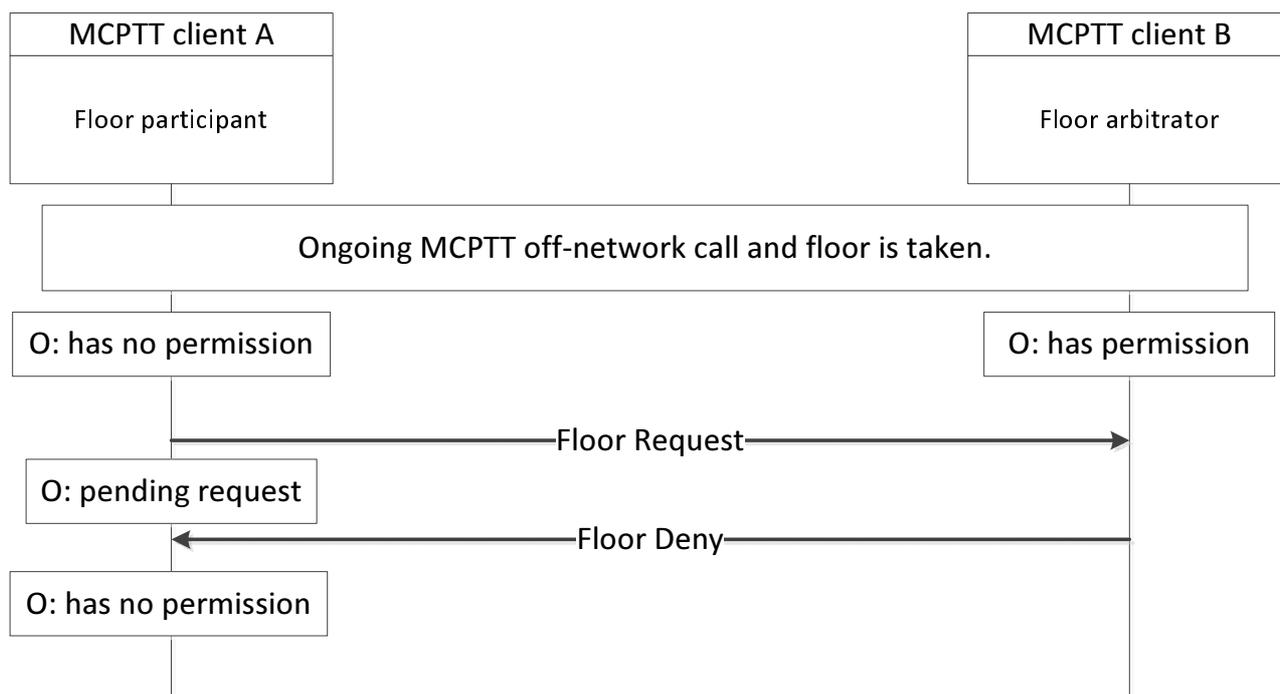 MCPTT client A
MCPTT client B
Floor participant
Floor arbitrator
Ongoing MCPTT off-network call and floor is taken.
O: has no permission
O: has permission
Floor Request
O: pending request
Floor Deny
O: has no permission